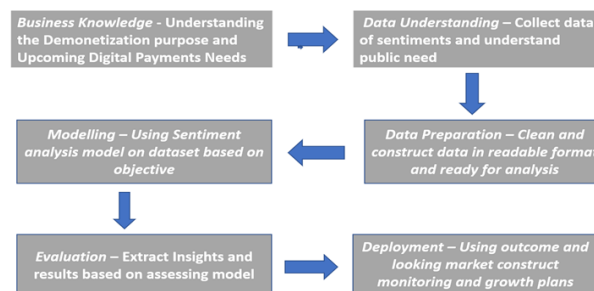 Business Knowledge - Understanding
the Demonetization purpose and
Upcoming Digital Payments Needs
Data Understanding – Collect data
of sentiments and understand
public need
Modelling – Using Sentiment
analysis model on dataset based on
objective
Data Preparation – Clean and
construct data in readable format
and ready for analysis
Evaluation – Extract Insights and
results based on assessing model
Deployment – Using outcome and
looking market construct
monitoring and growth plans